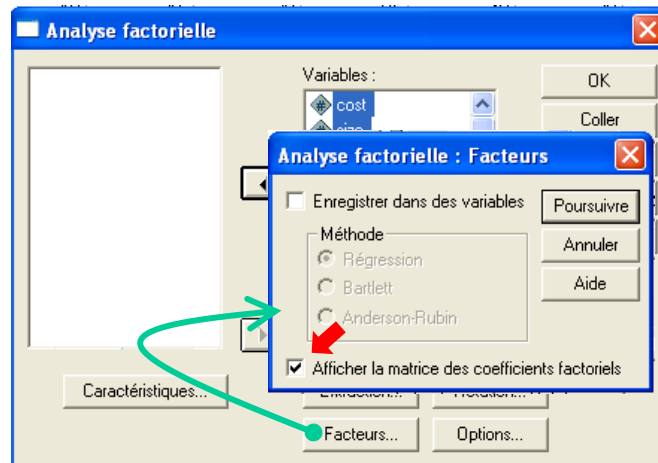 Analyse factorielle
Variables :
cost
OK
Coller
Analyse factorielle : Facteurs
Enregistrer dans des variables
Poursuivre
Méthode
Régression
Bartlett
Anderson-Rubin
Annuler
Aide
Afficher la matrice des coefficients factoriels
Caractéristiques...
Facteurs...
Options...